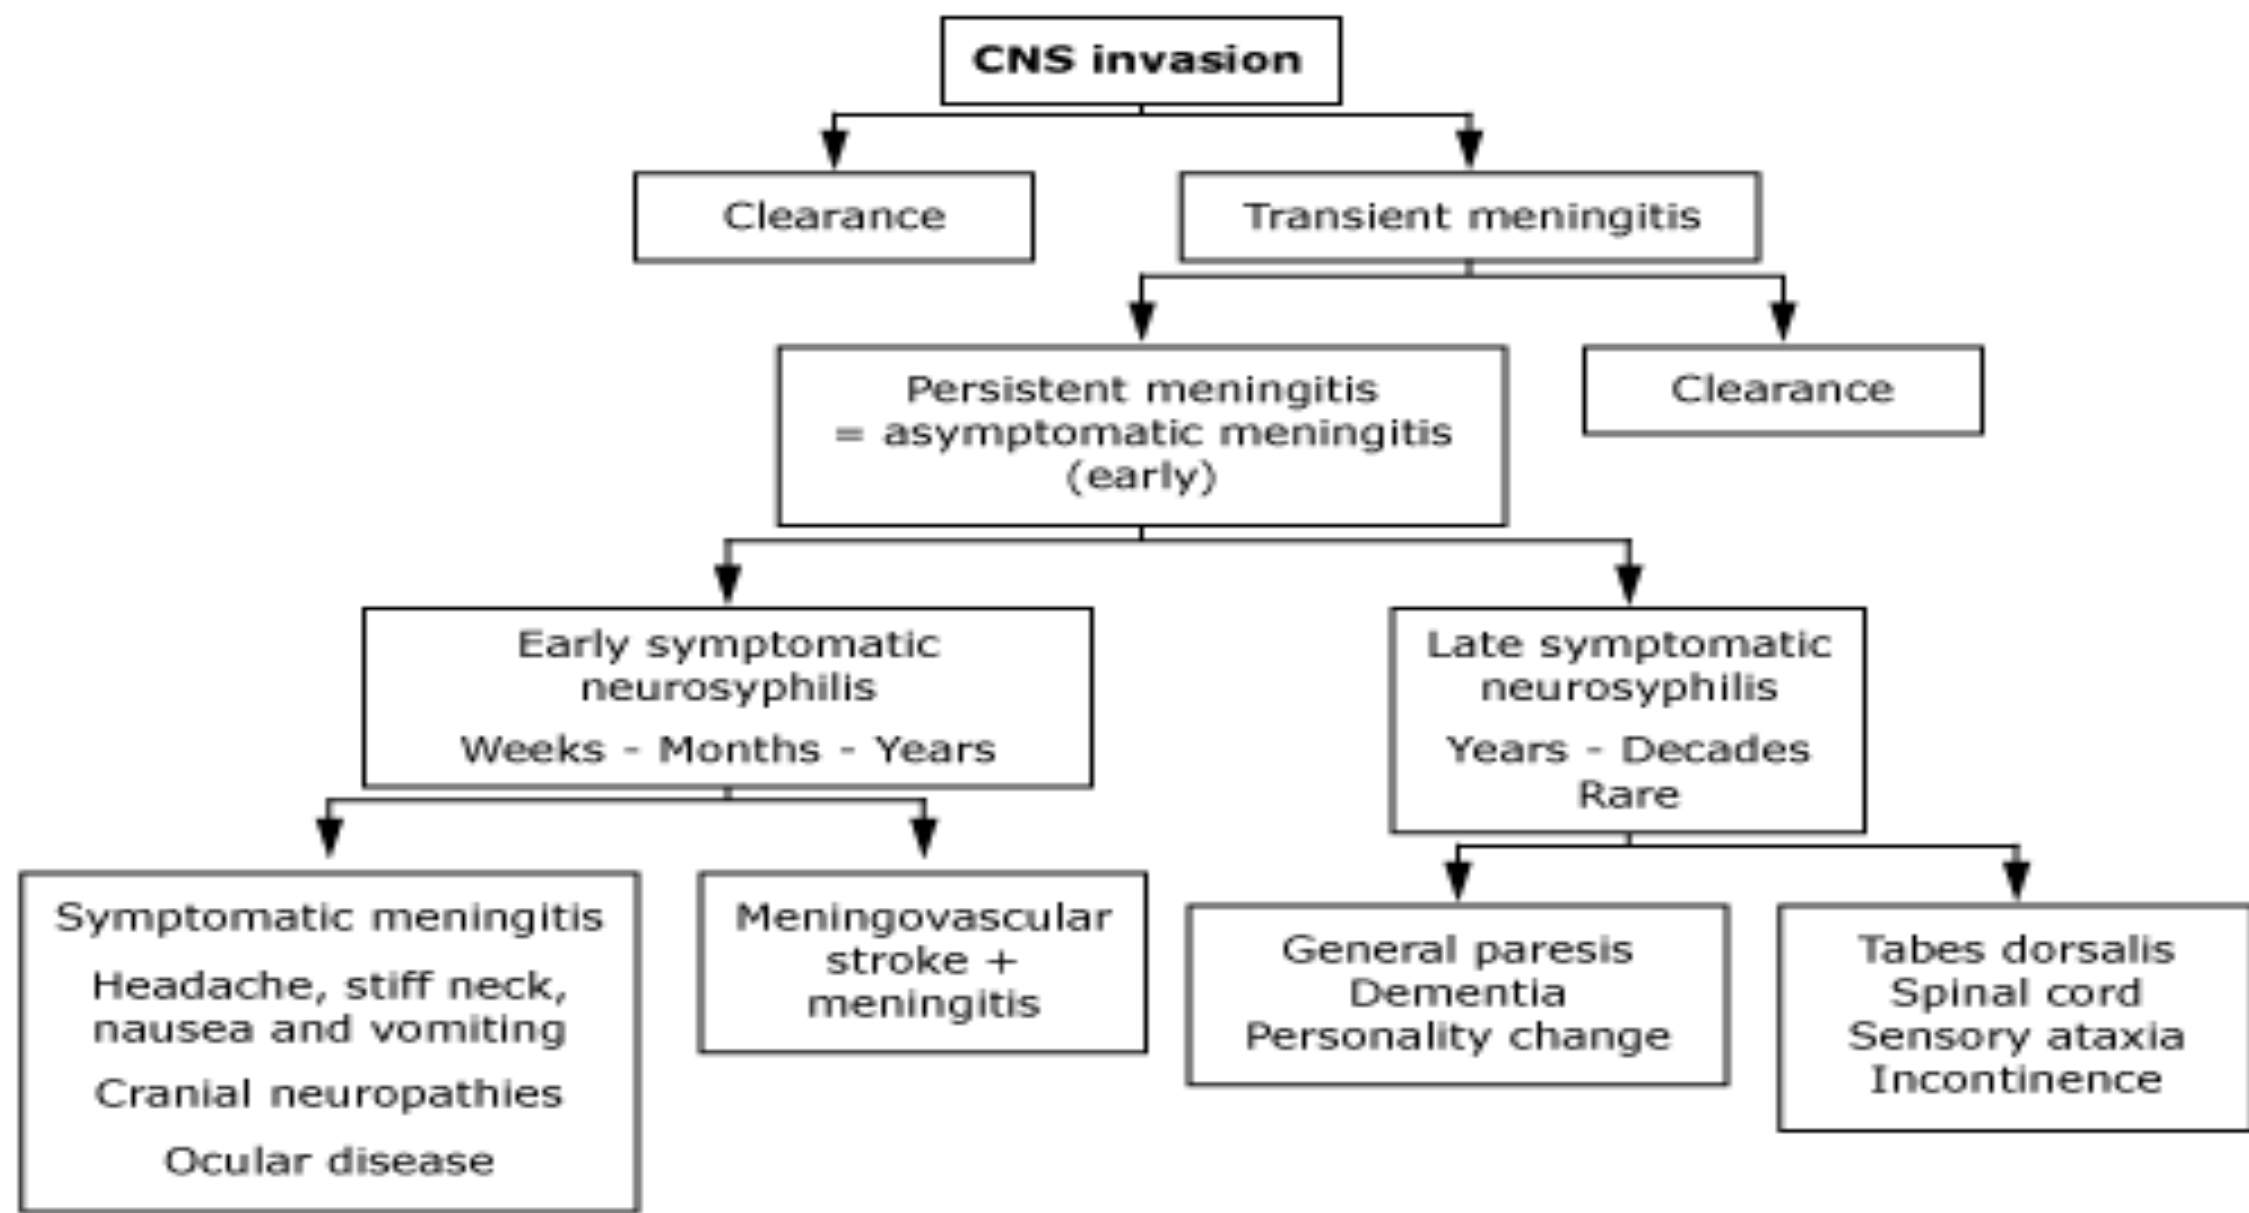 CNS invasion
Clearance
Transient meningitis
Persistent meningitis
= asymptomatic meningitis
(early)
Clearance
Early symptomatic
neurosyphilis
Weeks - Months - Years
Late symptomatic
neurosyphilis
Years - Decades
Rare
Symptomatic meningitis
Headache, stiff neck,
nausea and vomiting
Cranial neuropathies
Ocular disease
Meningovascular
stroke +
meningitis
General paresis
Dementia
Personality change
Tabes dorsalis
Spinal cord
Sensory ataxia
Incontinence